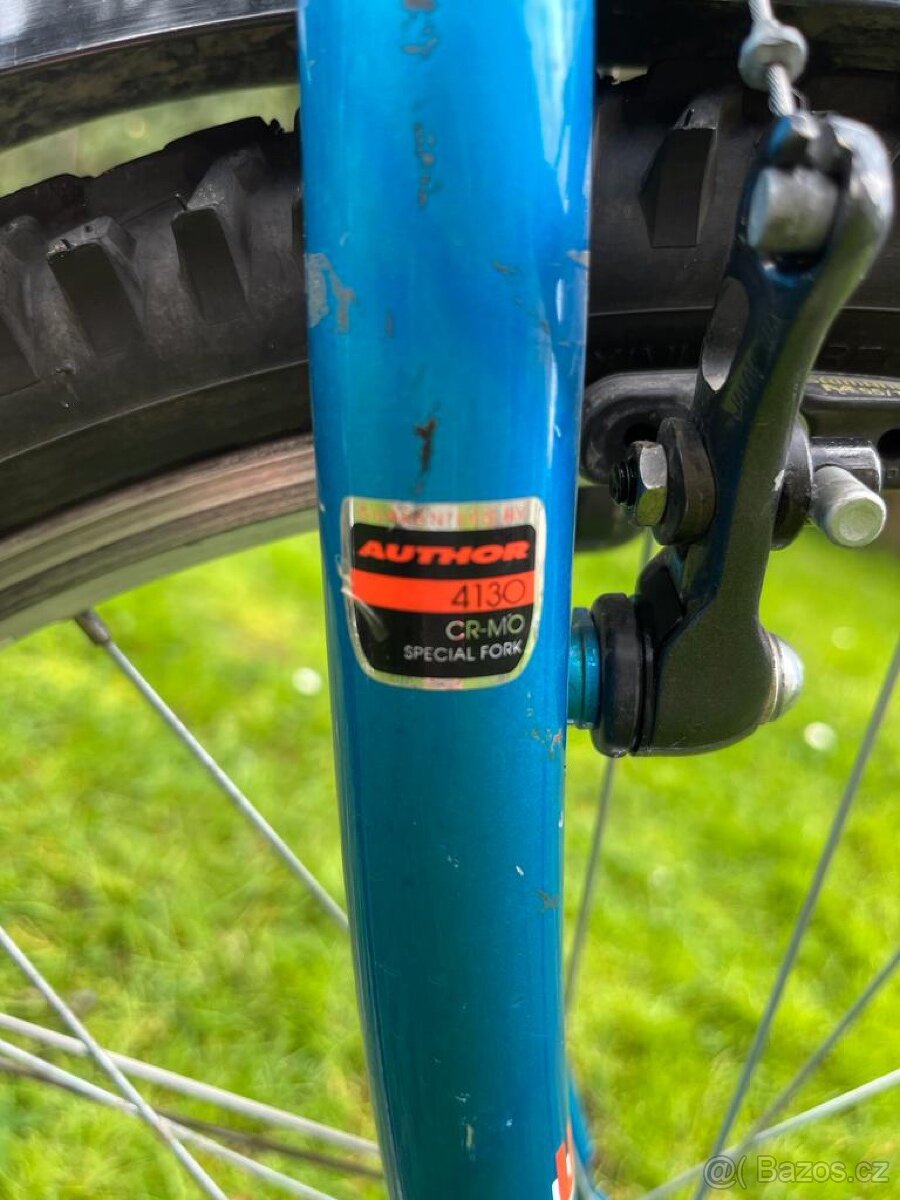 AUTHOR
4130
CR-MO
SPECIAL FORK
@( Bazos.cz